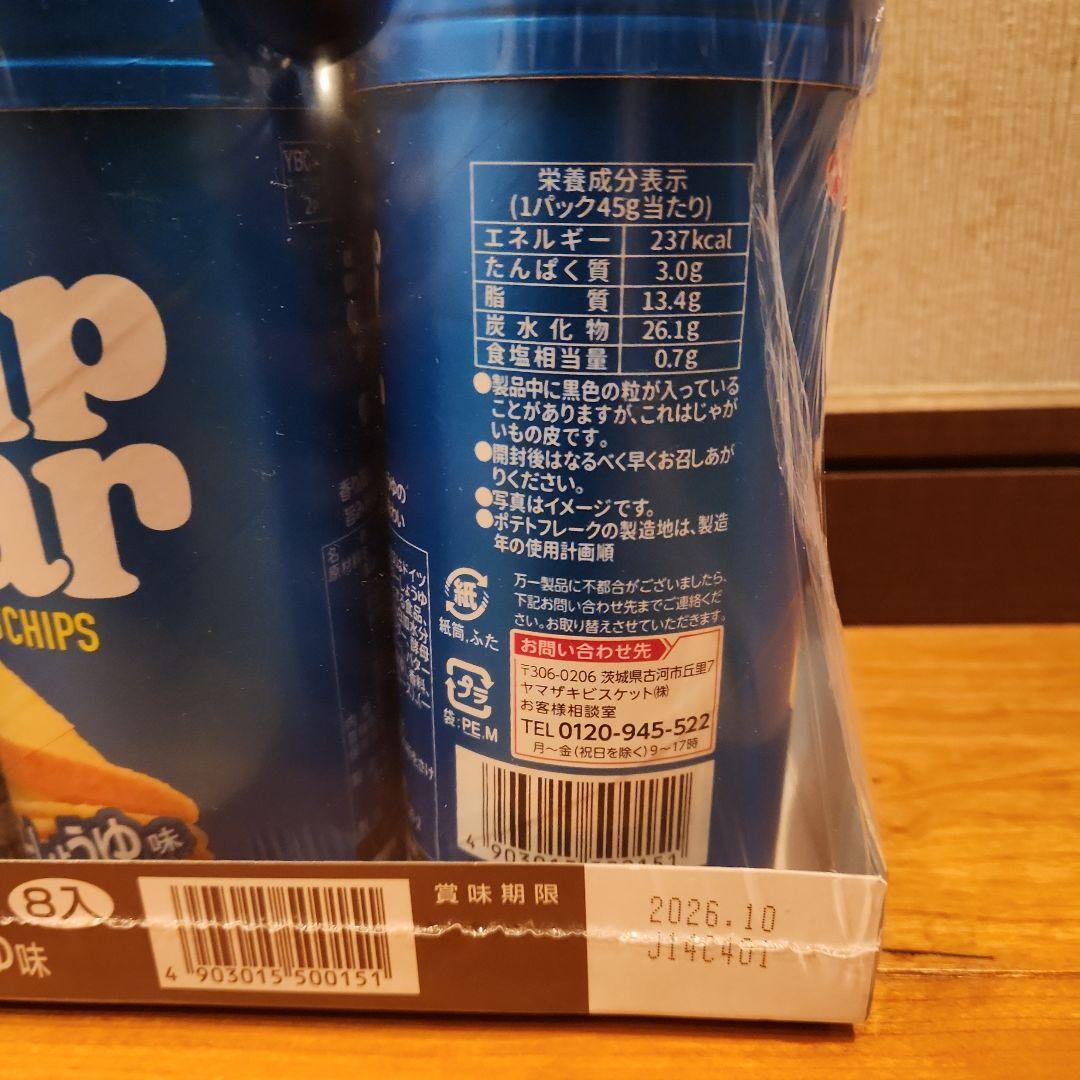 YBC
栄養成分表示
(1パック45g当たり)
エネルギー 237kcal
たんぱく質 3.0g
脂質 13.4g
炭水化物 26.1g
食塩相当量 0.7g
●製品中に黒色の粒が入っている
ことがありますが、これはじゃが
いもの皮です。
●開封後はなるべく早くお召しあが
りください。
●写真はイメージです。
●ポテトフレークの製造地は、製造
年の使用計画順
紙
紙筒,ふた
プラ
袋:PE,M
万一製品に不都合がございましたら、
下記お問い合わせ先までご連絡くだ
さい。お取り替えさせていただきます。
お問い合わせ先
〒306-0206 茨城県古河市丘里7
ヤマザキビスケット㈱
お客様相談室
TEL 0120-945-522
月〜金(祝日を除く)9〜17時
4 903015 500151
ap
ar
CHIPS
しょうゆ味
8入
味
4 903015 500151
賞味期限
2026.10
J14C401